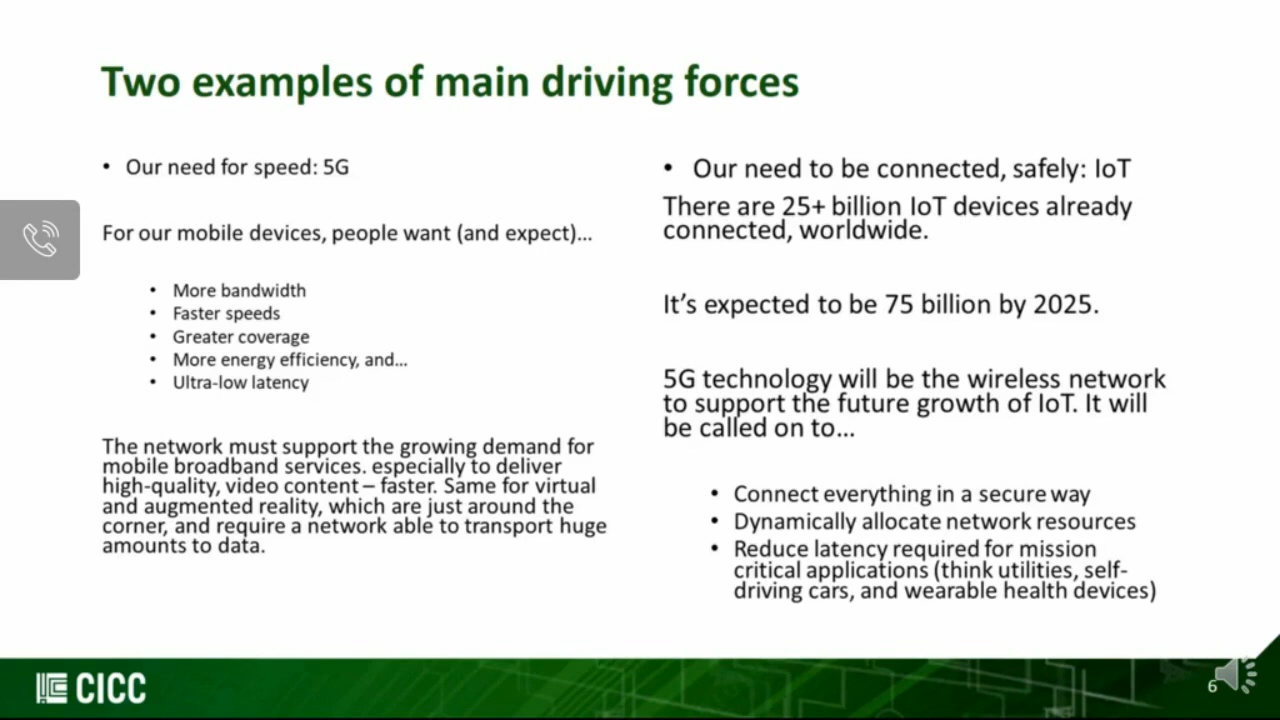 Two examples of main driving forces
• Our need for speed: 5G
For our mobile devices, people want (and expect)…
• More bandwidth
• Faster speeds
• Greater coverage
• More energy efficiency, and…
• Ultra-low latency
The network must support the growing demand for
mobile broadband services. especially to deliver
high-quality, video content – faster. Same for virtual
and augmented reality, which are just around the
corner, and require a network able to transport huge
amounts to data.
• Our need to be connected, safely: IoT
There are 25+ billion IoT devices already
connected, worldwide.
It’s expected to be 75 billion by 2025.
5G technology will be the wireless network
to support the future growth of IoT. It will
be called on to…
• Connect everything in a secure way
• Dynamically allocate network resources
• Reduce latency required for mission
critical applications (think utilities, self-
driving cars, and wearable health devices)
CICC
6